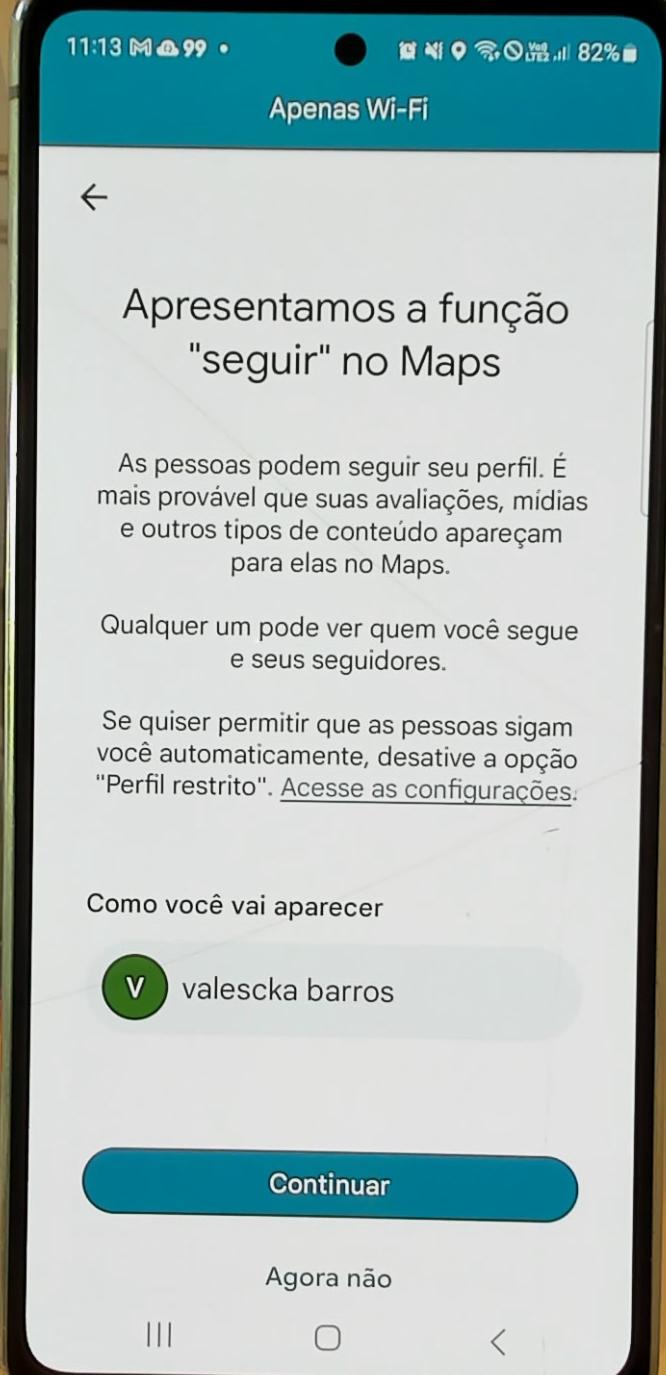 11:13 M 99
Vo) LTE2 82%
Apenas Wi-Fi
Apresentamos a função
"seguir" no Maps
As pessoas podem seguir seu perfil. É
mais provável que suas avaliações, mídias
e outros tipos de conteúdo apareçam
para elas no Maps.
Qualquer um pode ver quem você segue
e seus seguidores.
Se quiser permitir que as pessoas sigam
você automaticamente, desative a opção
"Perfil restrito". Acesse as configurações.
Como você vai aparecer
V valescka barros
Continuar
Agora não